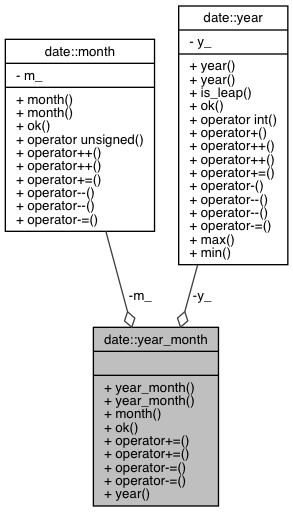 date::month
- m_
+ month()
+ month()
+ ok()
+ operator unsigned()
+ operator++()
+ operator++()
+ operator+=()
+ operator--()
+ operator--()
+ operator-=()
date::year
- y_
+ year()
+ year()
+ is_leap()
+ ok()
+ operator int()
+ operator+()
+ operator++()
+ operator++()
+ operator+=()
+ operator-()
+ operator--()
+ operator--()
+ operator-=()
+ max()
+ min()
-m_
-y_
date::year_month
+ year_month()
+ year_month()
+ month()
+ ok()
+ operator+=()
+ operator+=()
+ operator-=()
+ operator-=()
+ year()